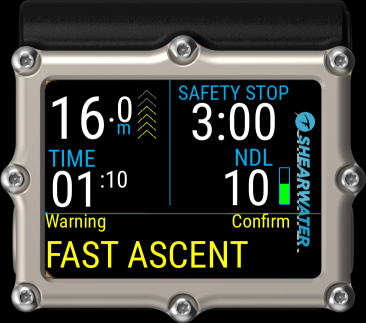 16.0 m
SAFETY STOP
3:00
TIME
01:10
NDL
10
SHEARWATER
Warning
Confirm
FAST ASCENT